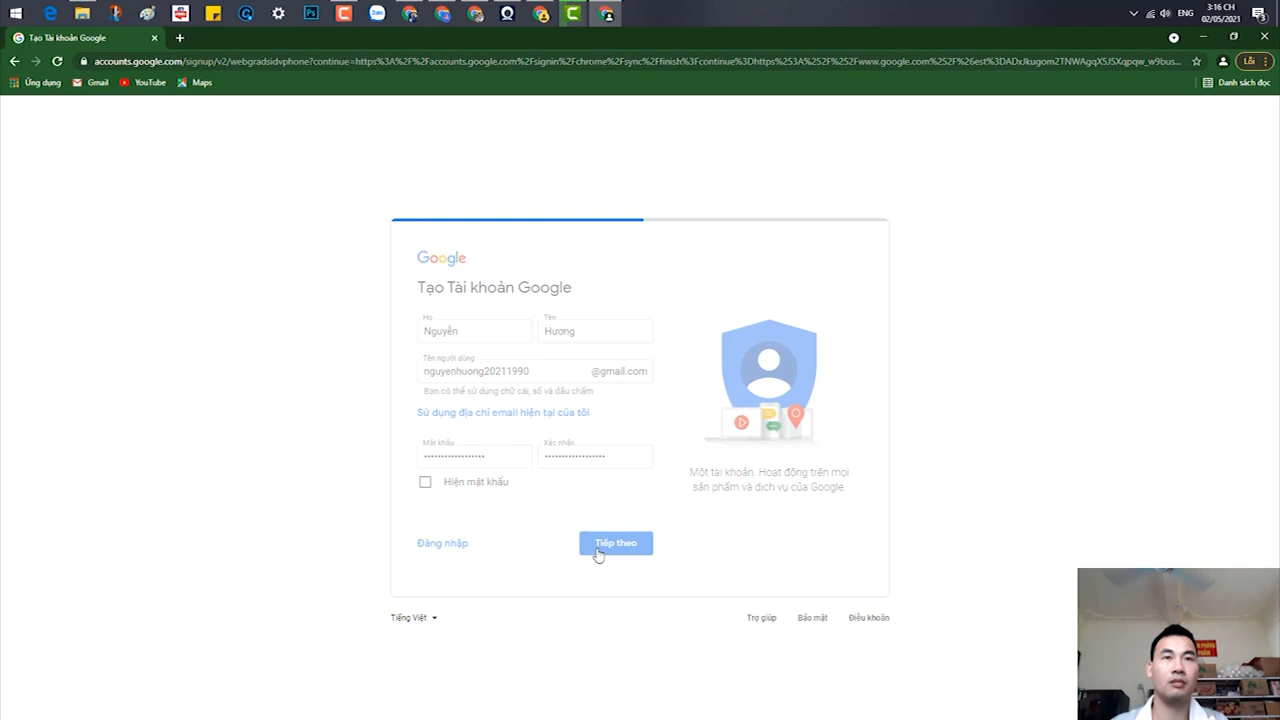 3:16 CH
ENG
02/05/2021
3
Zalo
Ps
Tạo Tài khoản Google
accounts.google.com/signup/v2/webgradsidvphone?continue=https%3A%2F%2Faccounts.google.com%2Fsignin%2Fchrome%2Fsync%2Ffinish%3Fcontinue%3Dhttps%253A%252F%252Fwww.google.com%252F%26est%3DADxJkugom2TNWAgqX5J5Xqpqw_w9bus...
Lỗi
Ứng dụng
Gmail
YouTube
Maps
Danh sách đọc
Google
Tạo Tài khoản Google
Họ
Tên
Nguyễn
Hương
Tên người dùng
nguyenhuong20211990
@gmail.com
Bạn có thể sử dụng chữ cái, số và dấu chấm
Sử dụng địa chỉ email hiện tại của tôi
Mật khẩu
Xác nhận
Hiện mật khẩu
Một tài khoản. Hoạt động trên mọi
sản phẩm và dịch vụ của Google.
Đăng nhập
Tiếp theo
Tiếng Việt
Trợ giúp
Bảo mật
Điều khoản